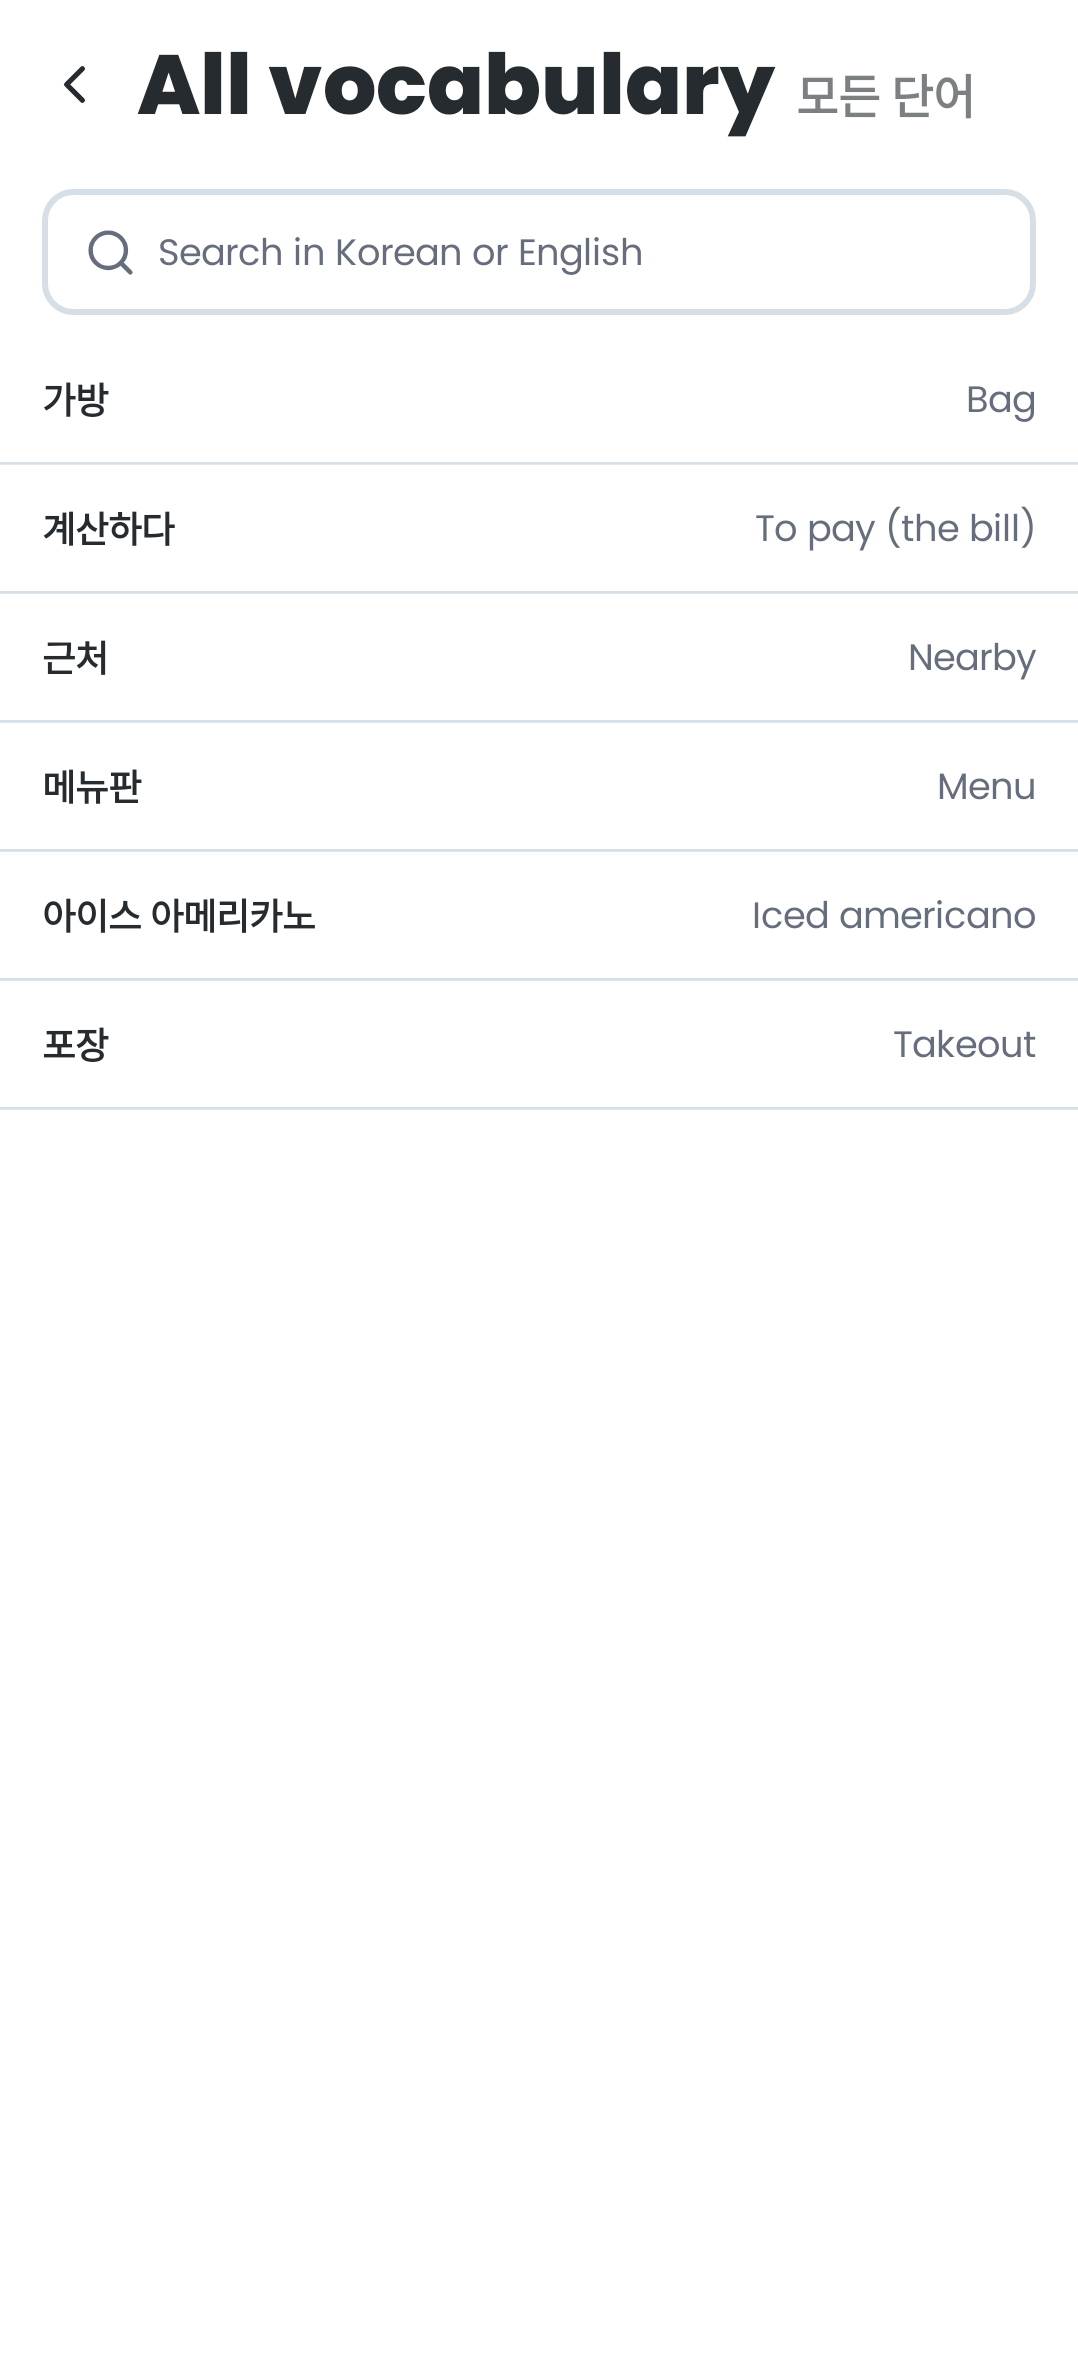 All vocabulary 모든 단어
Search in Korean or English
가방 Bag
계산하다 To pay (the bill)
근처 Nearby
메뉴판 Menu
아이스 아메리카노 Iced americano
포장 Takeout